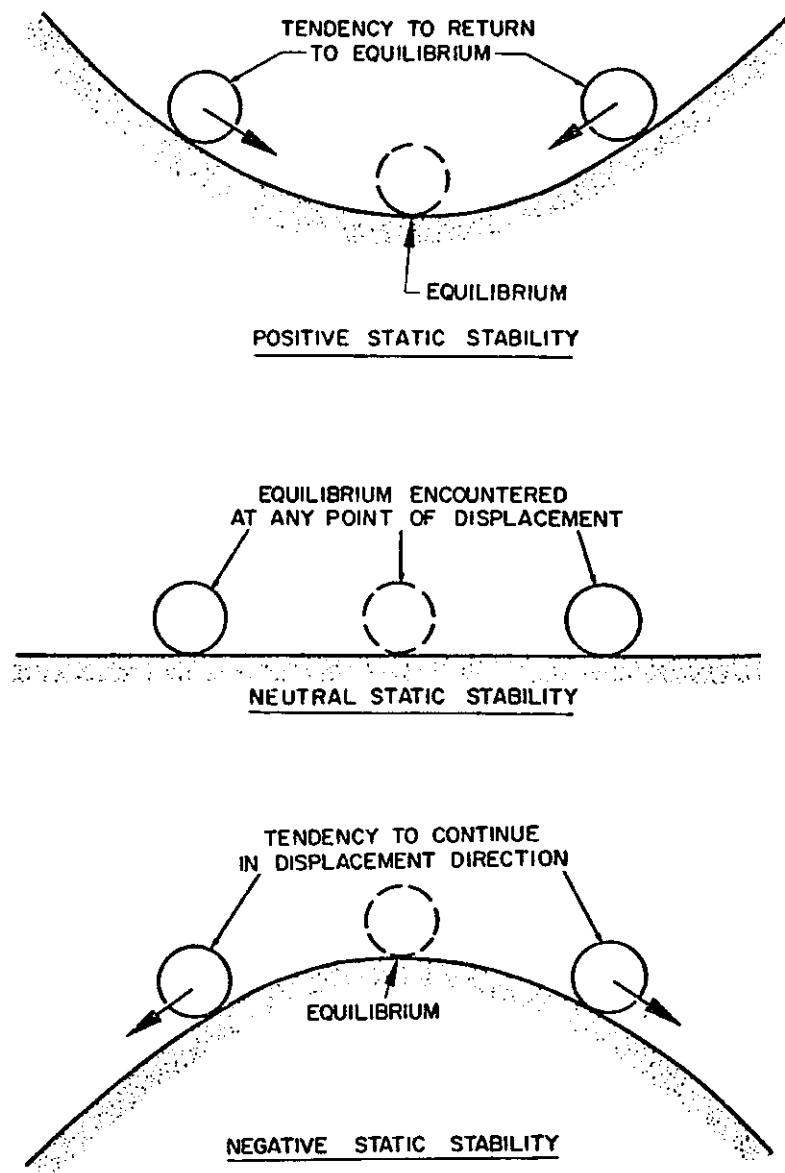 TENDENCY TO RETURN
TO EQUILIBRIUM
EQUILIBRIUM
POSITIVE STATIC STABILITY
EQUILIBRIUM ENCOUNTERED
AT ANY POINT OF DISPLACEMENT
NEUTRAL STATIC STABILITY
TENDENCY TO CONTINUE
IN DISPLACEMENT DIRECTION
EQUILIBRIUM
NEGATIVE STATIC STABILITY